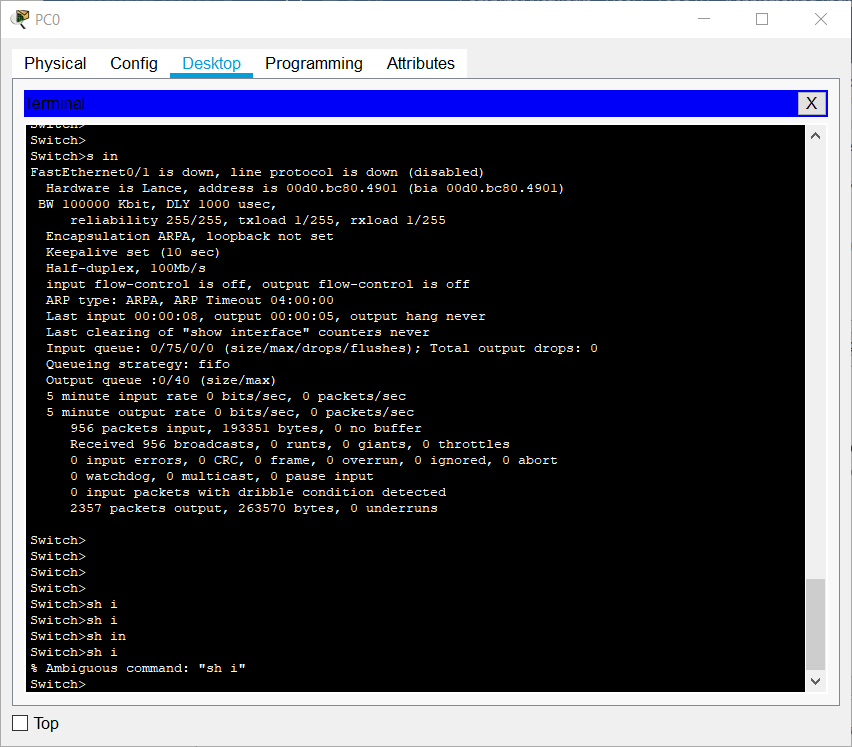 PC0
Physical Config Desktop Programming Attributes
Terminal
X
Switch>
Switch>
Switch>s in
FastEthernet0/1 is down, line protocol is down (disabled)
Hardware is Lance, address is 00d0.bc80.4901 (bia 00d0.bc80.4901)
BW 100000 Kbit, DLY 1000 usec,
reliability 255/255, txload 1/255, rxload 1/255
Encapsulation ARPA, loopback not set
Keepalive set (10 sec)
Half-duplex, 100Mb/s
input flow-control is off, output flow-control is off
ARP type: ARPA, ARP Timeout 04:00:00
Last input 00:00:08, output 00:00:05, output hang never
Last clearing of "show interface" counters never
Input queue: 0/75/0/0 (size/max/drops/flushes); Total output drops: 0
Queueing strategy: fifo
Output queue :0/40 (size/max)
5 minute input rate 0 bits/sec, 0 packets/sec
5 minute output rate 0 bits/sec, 0 packets/sec
956 packets input, 193351 bytes, 0 no buffer
Received 956 broadcasts, 0 runts, 0 giants, 0 throttles
0 input errors, 0 CRC, 0 frame, 0 overrun, 0 ignored, 0 abort
0 watchdog, 0 multicast, 0 pause input
0 input packets with dribble condition detected
2357 packets output, 263570 bytes, 0 underruns
Switch>
Switch>
Switch>
Switch>
Switch>sh i
Switch>sh i
Switch>sh in
Switch>sh i
% Ambiguous command: "sh i"
Switch>
Top